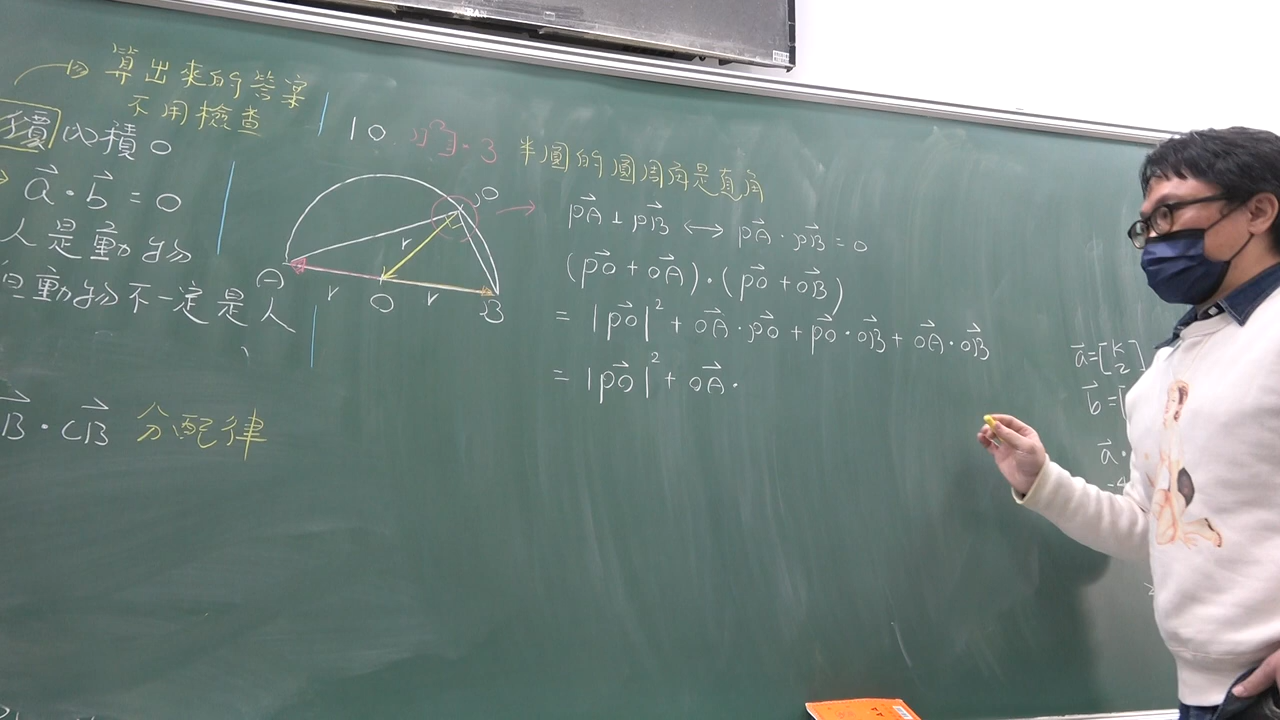 算出來的答案
不用檢查
內積0
a⃗·b⃗=0
人是動物
動物不一定是人
B⃗·CB⃗ 分配律
10 例·3 半圓的圓周角是直角
P
A r O r B
r
PA⃗⊥PB⃗ ↔ PA⃗·PB⃗=0
(PO⃗+OA⃗)·(PO⃗+OB⃗)
=|PO⃗|²+OA⃗·PO⃗+PO⃗·OB⃗+OA⃗·OB⃗
=|PO⃗|²+OA⃗·
a⃗=[k 2]
b⃗=[
a⃗·
-4